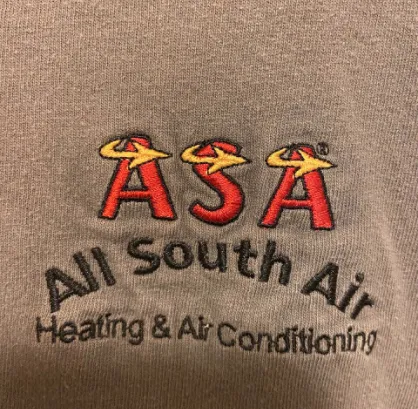 ASA®
All South Air
Heating & Air Conditioning